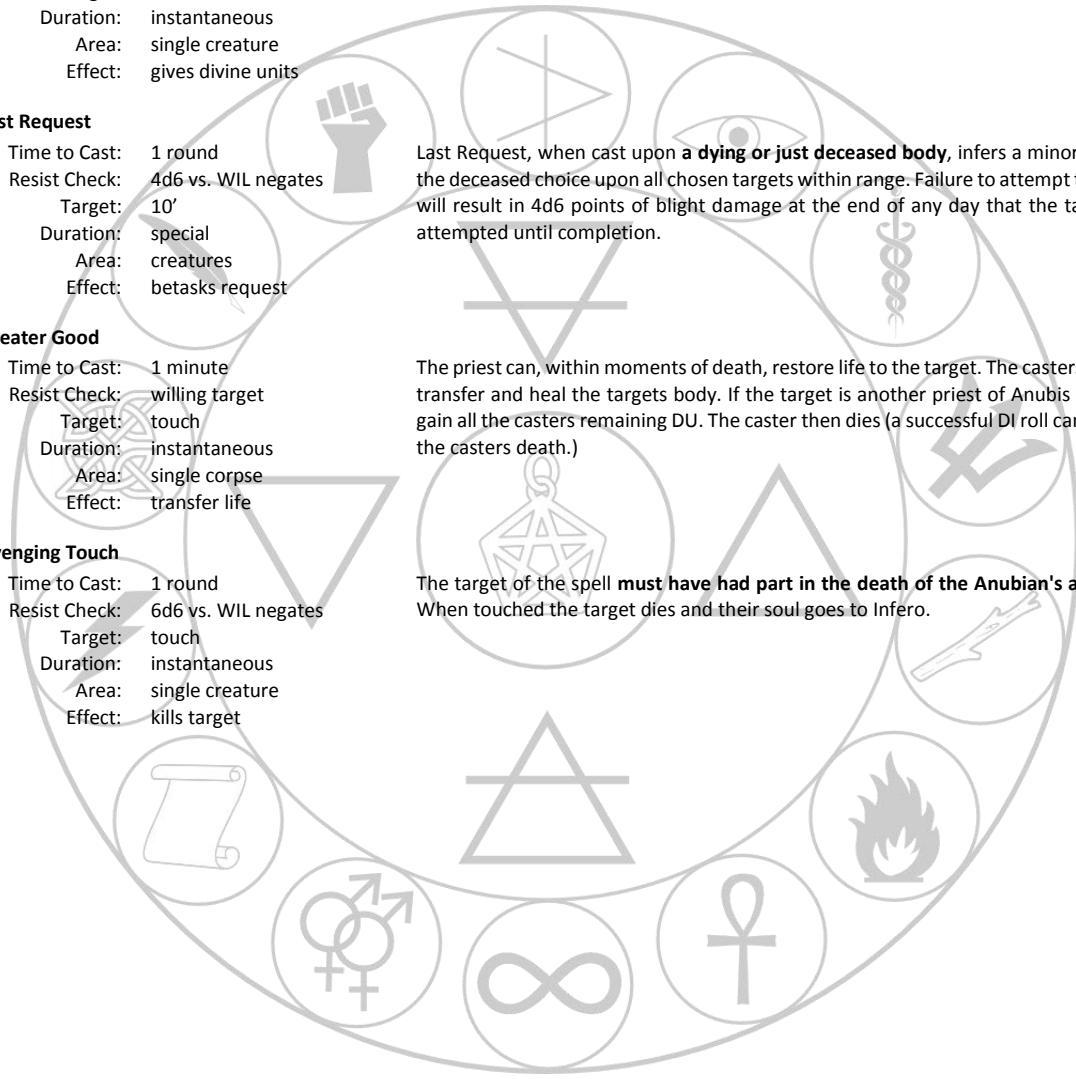 Duration: instantaneous
Area: single creature
Effect: gives divine units
st Request
Time to Cast: 1 round
Resist Check: 4d6 vs. WIL negates
Target: 10’
Duration: special
Area: creatures
Effect: betasks request
Last Request, when cast upon a dying or just deceased body, infers a minor
the deceased choice upon all chosen targets within range. Failure to attempt
will result in 4d6 points of blight damage at the end of any day that the
attempted until completion.
eater Good
Time to Cast: 1 minute
Resist Check: willing target
Target: touch
Duration: instantaneous
Area: single corpse
Effect: transfer life
The priest can, within moments of death, restore life to the target. The caster
transfer and heal the targets body. If the target is another priest of Anubis
gain all the casters remaining DU. The caster then dies (a successful DI roll
the casters death.)
enging Touch
Time to Cast: 1 round
Resist Check: 6d6 vs. WIL negates
Target: touch
Duration: instantaneous
Area: single creature
Effect: kills target
The target of the spell must have had part in the death of the Anubian's
When touched the target dies and their soul goes to Infero.